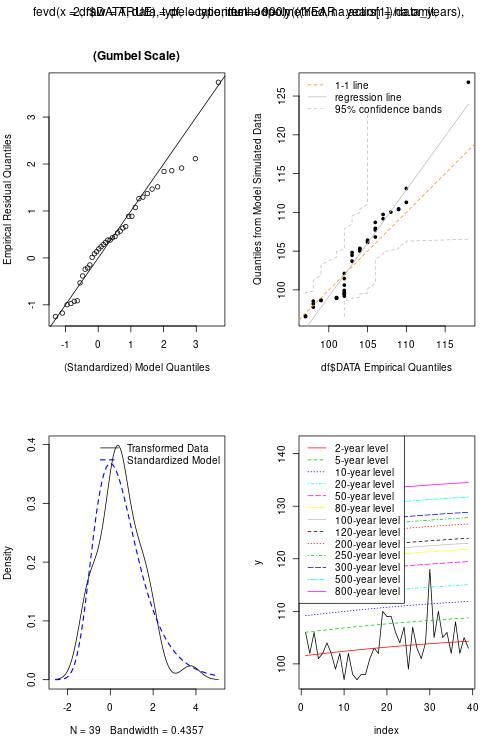 fevd(x =
(Gumbel Scale)
Empirical Residual Quantiles
-1 0 1 2 3
-1 0 1 2 3
(Standardized) Model Quantiles
1-1 line
regression line
95% confidence bands
Quantiles from Model Simulated Data
100 105 110 115 120 125
100 105 110 115
df$DATA Empirical Quantiles
Transformed Data
Standardized Model
Density
0.0 0.1 0.2 0.3 0.4
-2 0 2 4
N = 39 Bandwidth = 0.4357
2-year level
5-year level
10-year level
20-year level
50-year level
80-year level
100-year level
120-year level
200-year level
250-year level
300-year level
500-year level
800-year level
y
100 110 120 130 140
0 10 20 30 40
index